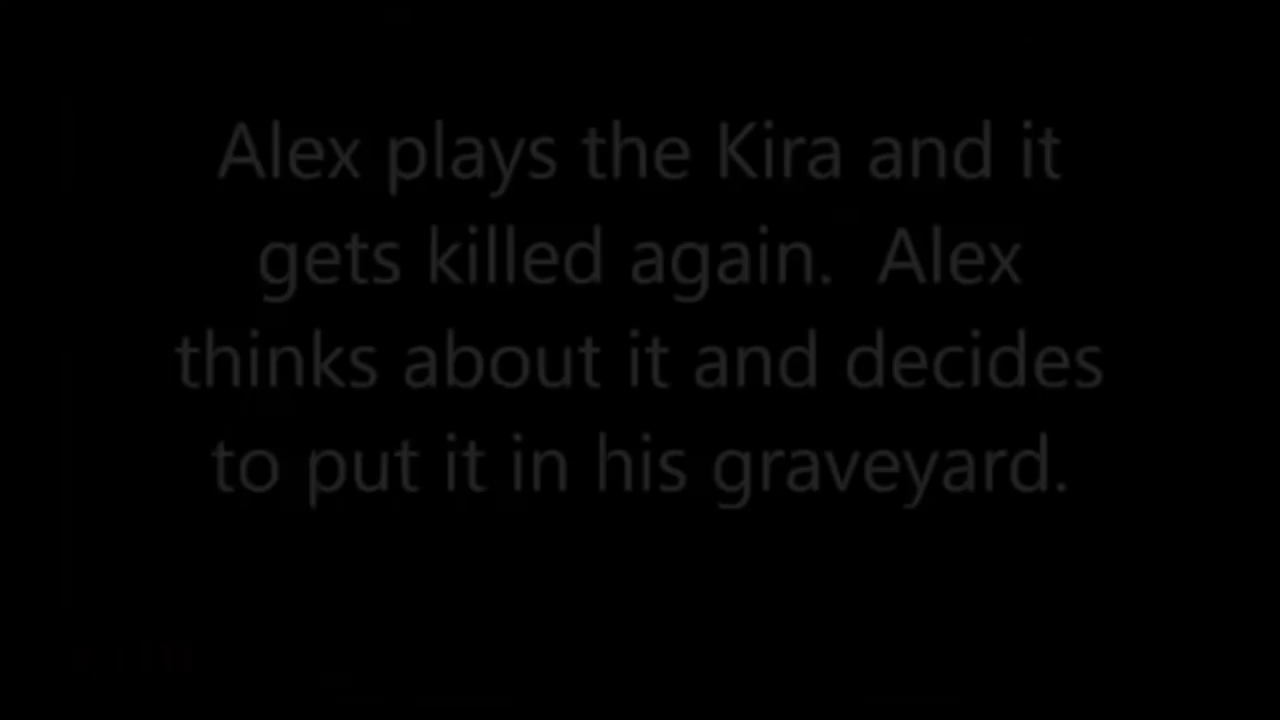 Alex plays the Kira and it
gets killed again.  Alex
thinks about it and decides
to put it in his graveyard.